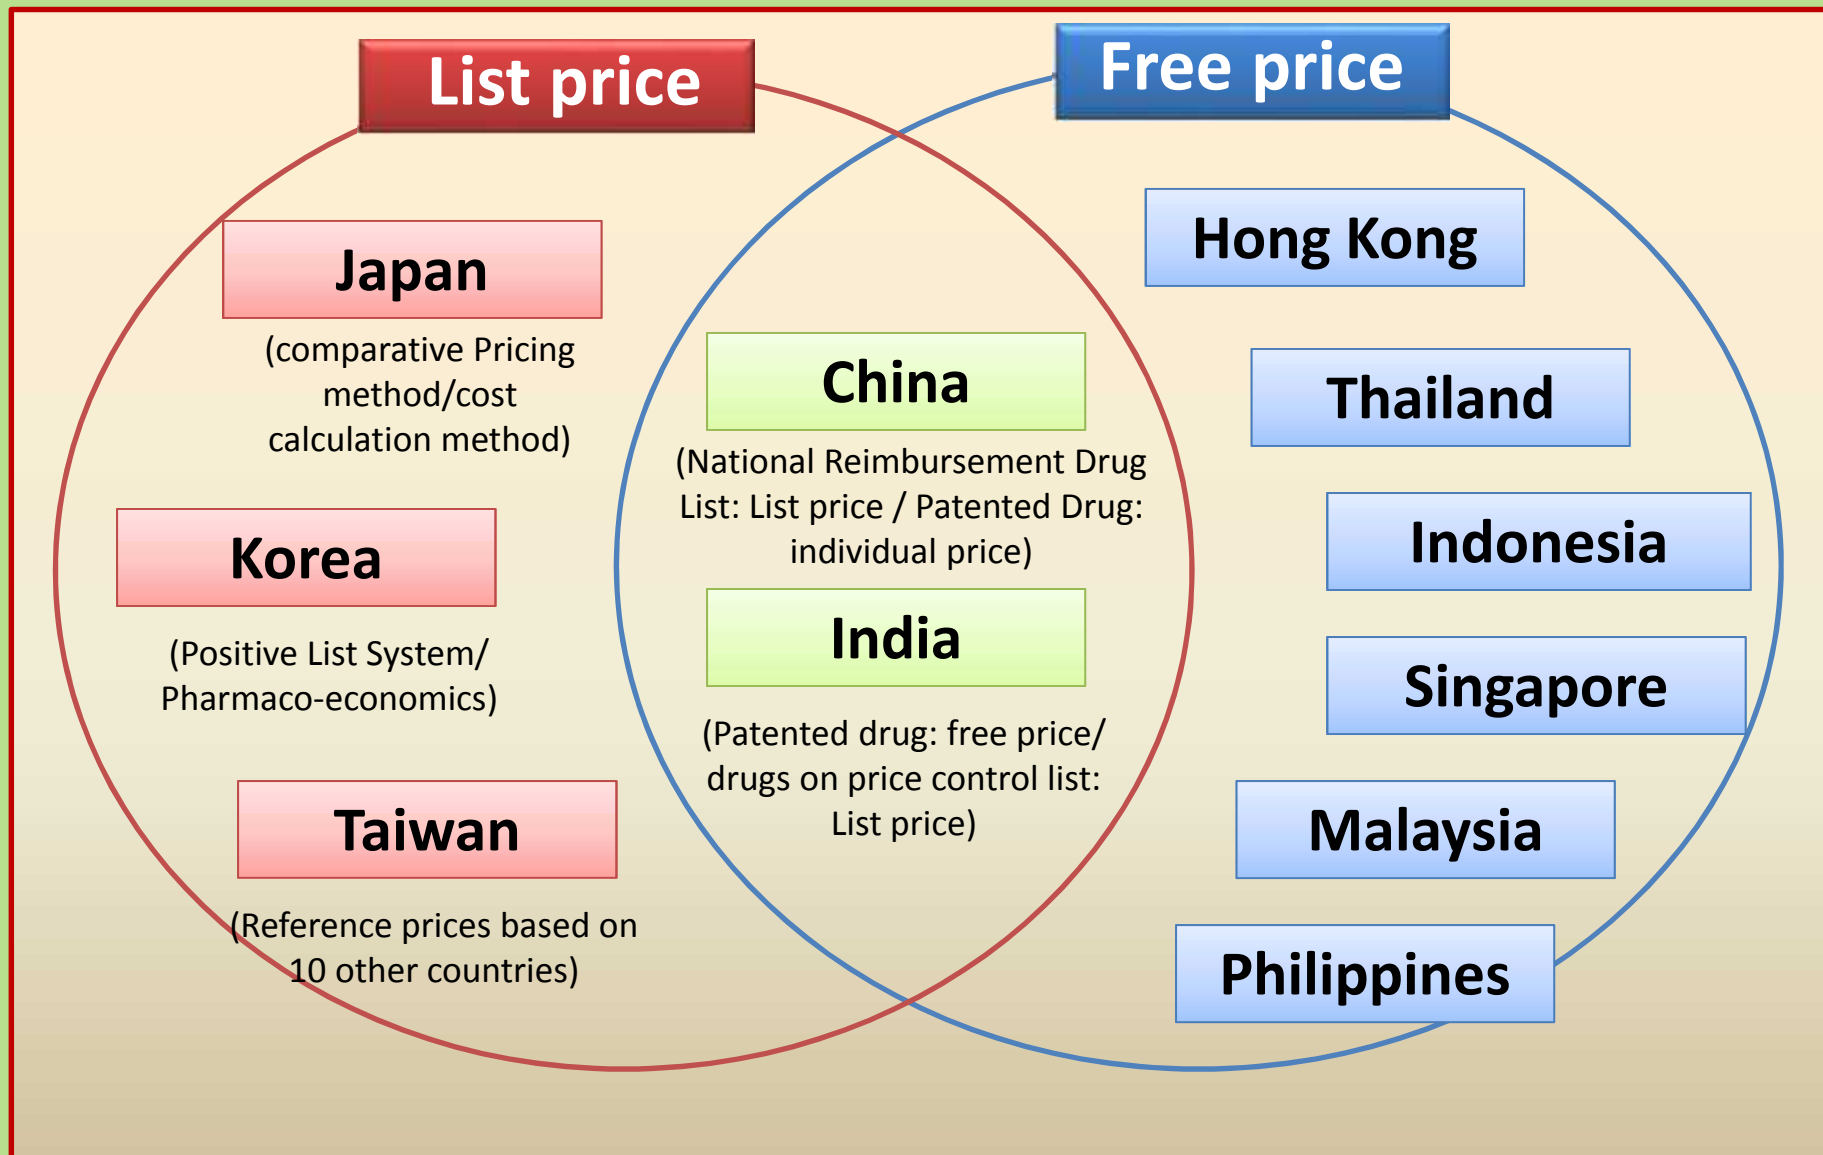 List price
Free price
Japan
(comparative Pricing
method/cost
calculation method)
Korea
(Positive List System/
Pharmaco-economics)
Taiwan
(Reference prices based on
10 other countries)
China
(National Reimbursement Drug
List: List price / Patented Drug:
individual price)
India
(Patented drug: free price/
drugs on price control list:
List price)
Hong Kong
Thailand
Indonesia
Singapore
Malaysia
Philippines